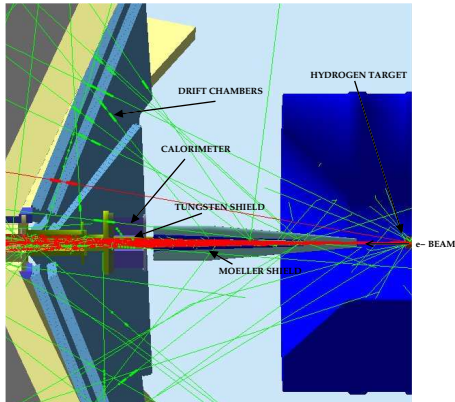 HYDROGEN TARGET
DRIFT CHAMBERS
CALORIMETER
TUNGSTEN SHIELD
e− BEAM
MOELLER SHIELD